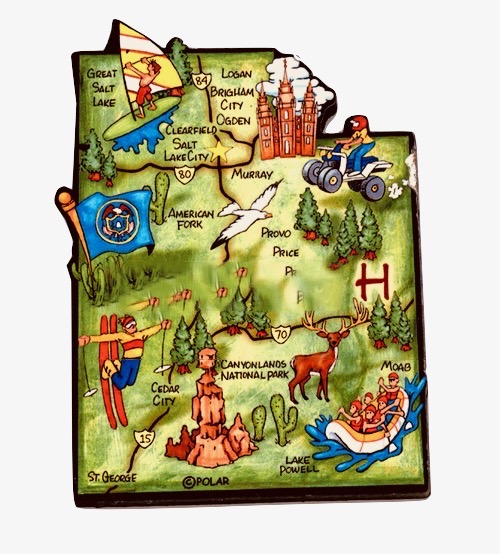 GREAT
SALT
LAKE
84
LOGAN
BRIGHAM
CITY
OGDEN
CLEARFIELD
SALT
LAKE CITY
80
MURRAY
AMERICAN
FORK
PROVO
PRICE
H
70
CANYONLANDS
NATIONAL PARK
MOAB
CEDAR
CITY
15
LAKE
POWELL
ST. GEORGE
©POLAR